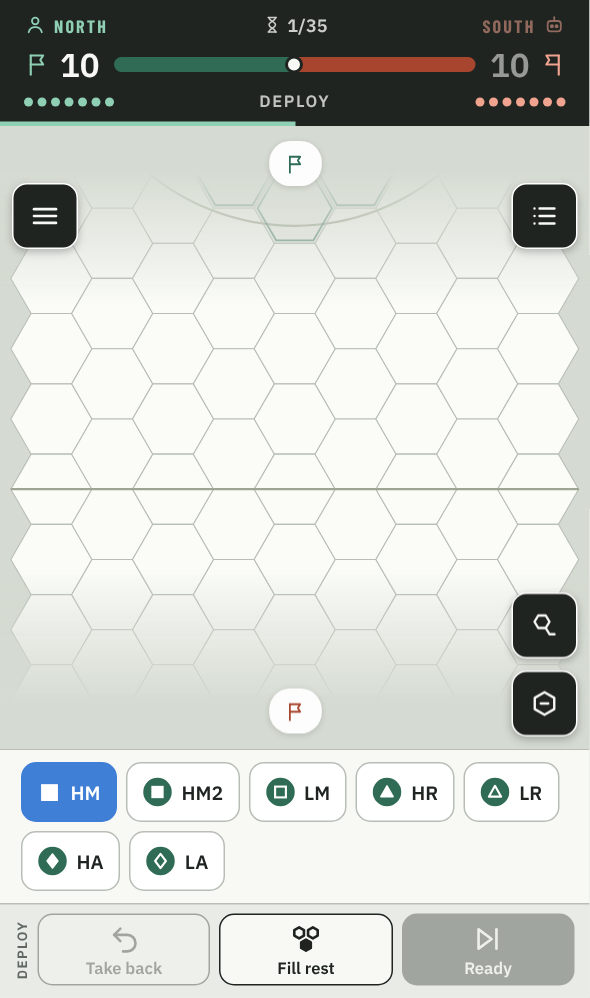 NORTH
1/35
SOUTH
10
10
DEPLOY
HM
HM2
LM
HR
LR
HA
LA
DEPLOY
Take back
Fill rest
Ready